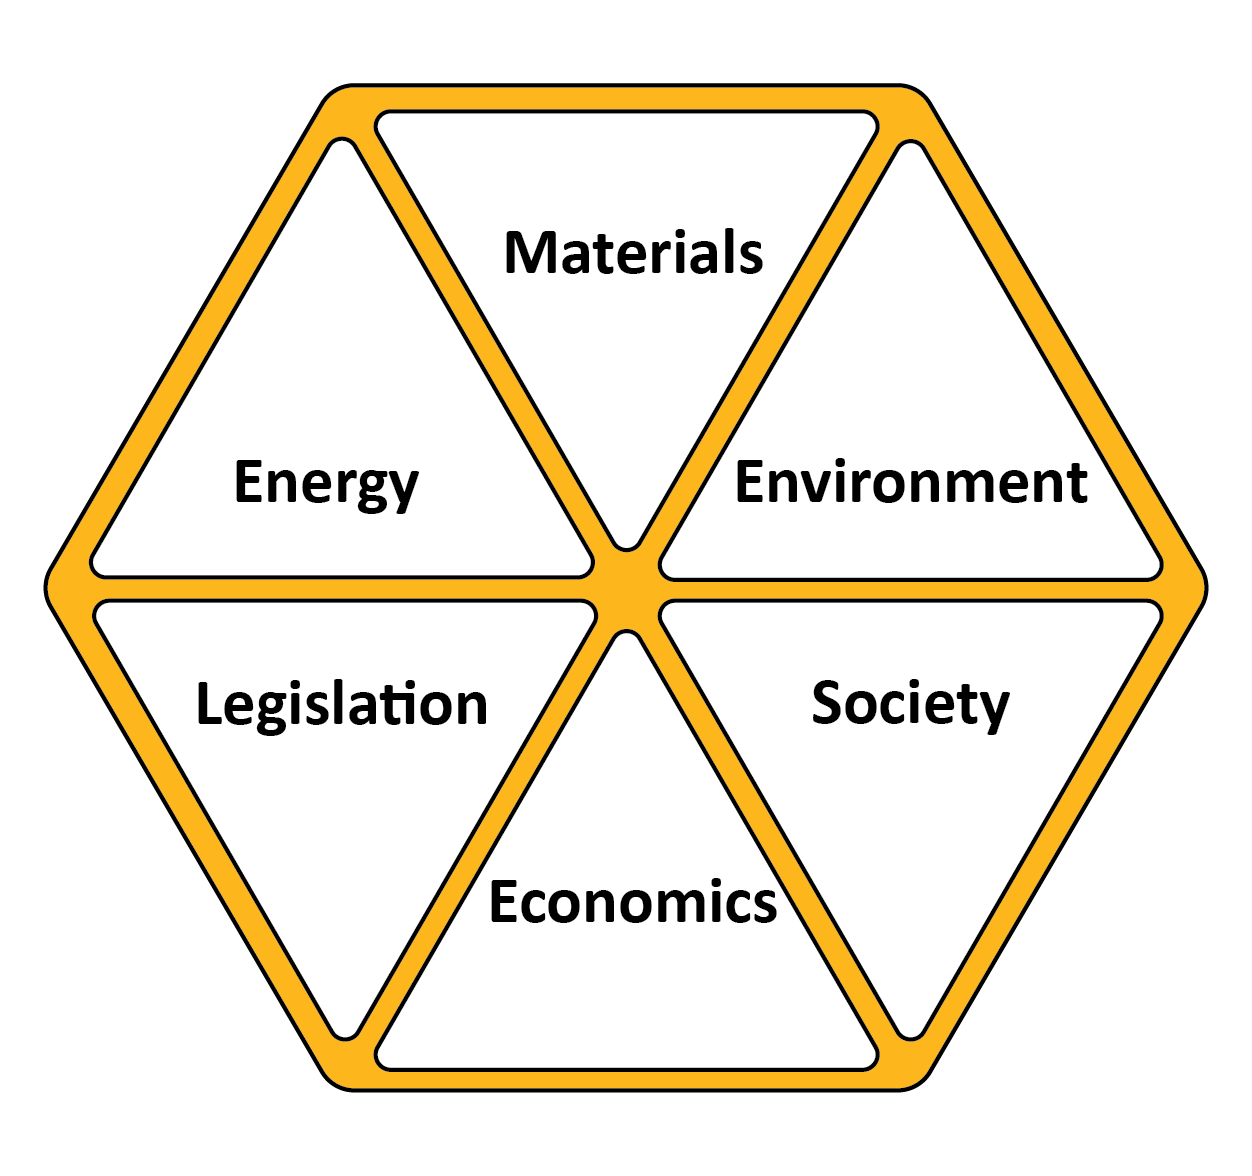 Materials
Energy
Environment
Legislation
Society
Economics